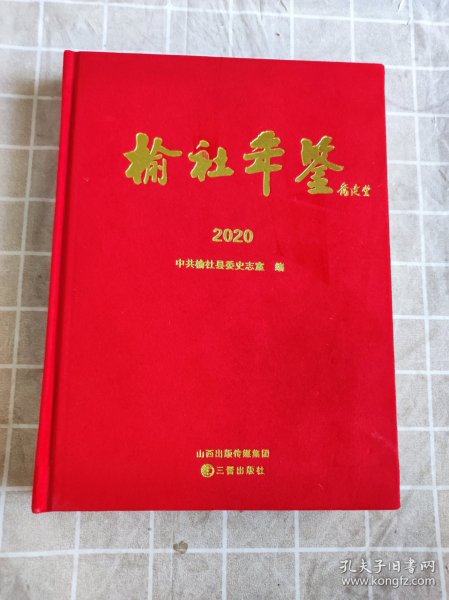 榆社年鉴
2020
中共榆社县委史志室 编
山西出版传媒集团
三晋出版社
孔夫子旧书网
www.kongfz.com